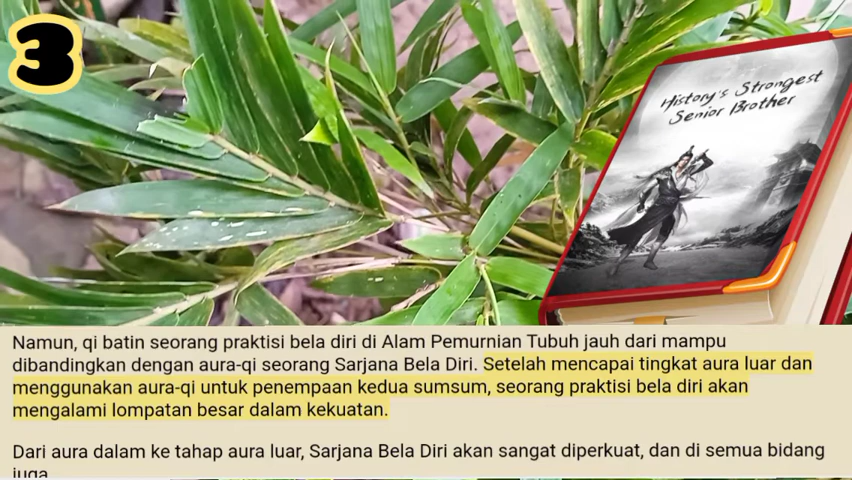 3
History's Strongest
Senior Brother
Namun, qi batin seorang praktisi bela diri di Alam Pemurnian Tubuh jauh dari mampu
dibandingkan dengan aura-qi seorang Sarjana Bela Diri. Setelah mencapai tingkat aura luar dan
menggunakan aura-qi untuk penempaan kedua sumsum, seorang praktisi bela diri akan
mengalami lompatan besar dalam kekuatan.
Dari aura dalam ke tahap aura luar, Sarjana Bela Diri akan sangat diperkuat, dan di semua bidang
juga